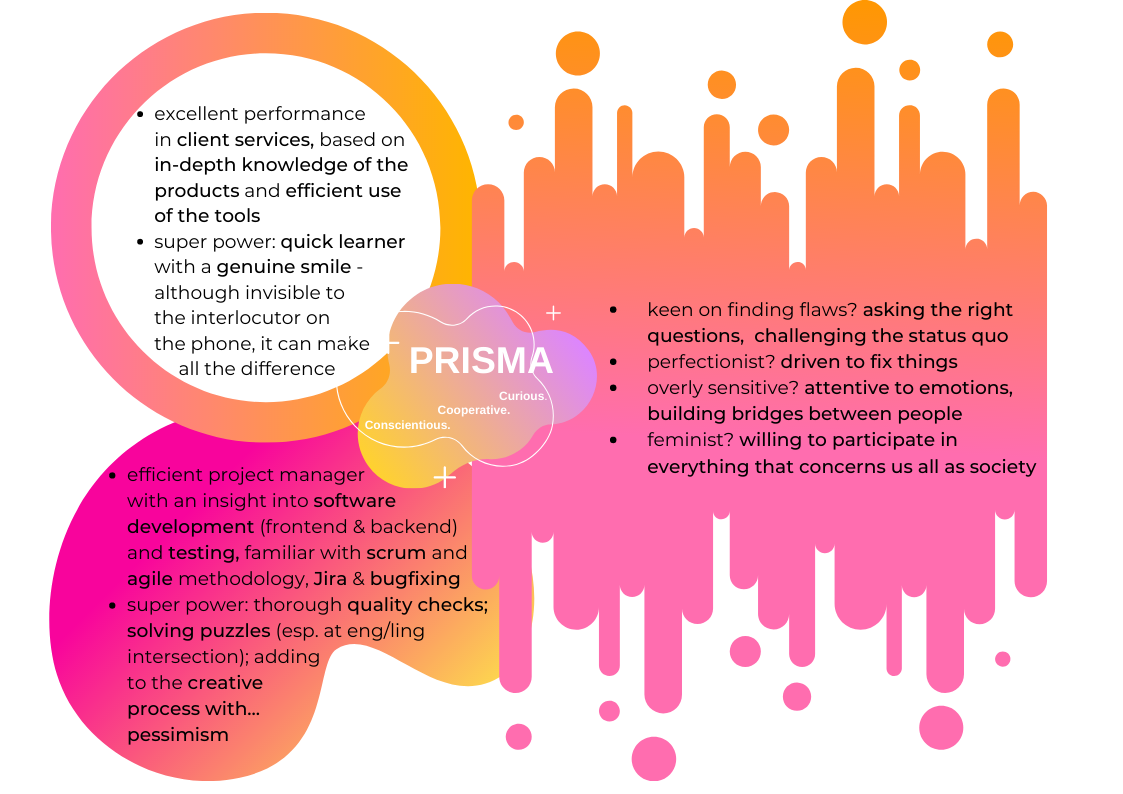 • excellent performance
in client services, based on
in-depth knowledge of the
products and efficient use
of the tools
• super power: quick learner
with a genuine smile -
although invisible to
the interlocutor on
the phone, it can make
all the difference
PRISMA
Curious.
Cooperative.
Conscientious.
• keen on finding flaws? asking the right
questions, challenging the status quo
• perfectionist? driven to fix things
• overly sensitive? attentive to emotions,
building bridges between people
• feminist? willing to participate in
everything that concerns us all as society
• efficient project manager
with an insight into software
development (frontend & backend)
and testing, familiar with scrum and
agile methodology, Jira & bugfixing
• super power: thorough quality checks;
solving puzzles (esp. at eng/ling
intersection); adding
to the creative
process with...
pessimism